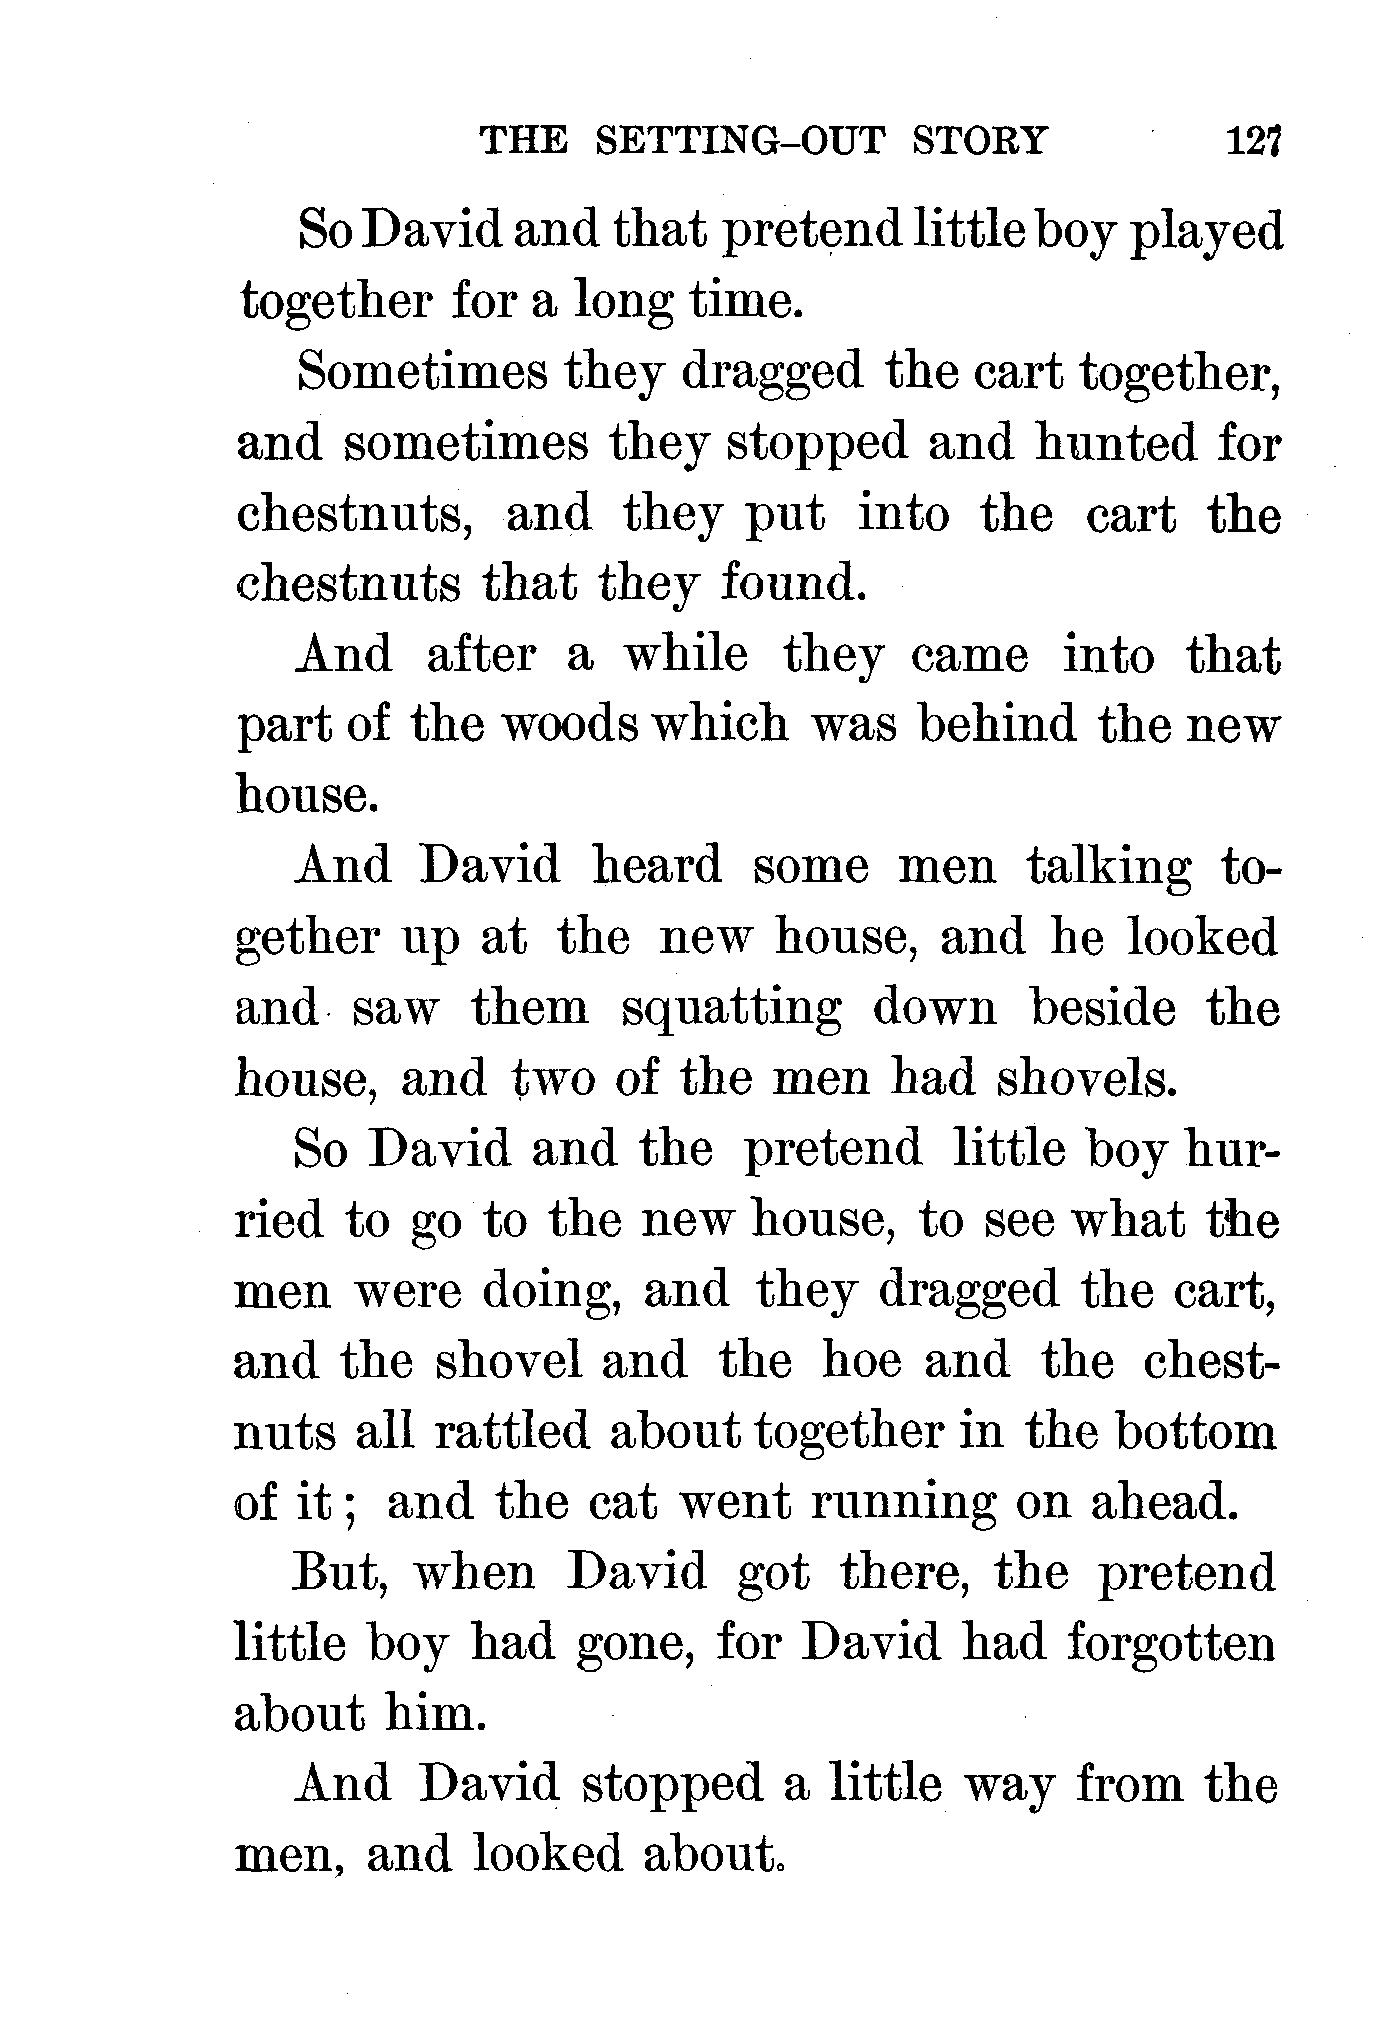 THE SETTING-OUT STORY 127
So David and that pretend little boy played
together for a long time.
Sometimes they dragged the cart together,
and sometimes they stopped and hunted for
chestnuts, and they put into the cart the
chestnuts that they found.
And after a while they came into that
part of the woods which was behind the new
house.
And David heard some men talking to-
gether up at the new house, and he looked
and saw them squatting down beside the
house, and two of the men had shovels.
So David and the pretend little boy hur-
ried to go to the new house, to see what the
men were doing, and they dragged the cart,
and the shovel and the hoe and the chest-
nuts all rattled about together in the bottom
of it; and the cat went running on ahead.
But, when David got there, the pretend
little boy had gone, for David had forgotten
about him.
And David stopped a little way from the
men, and looked about.